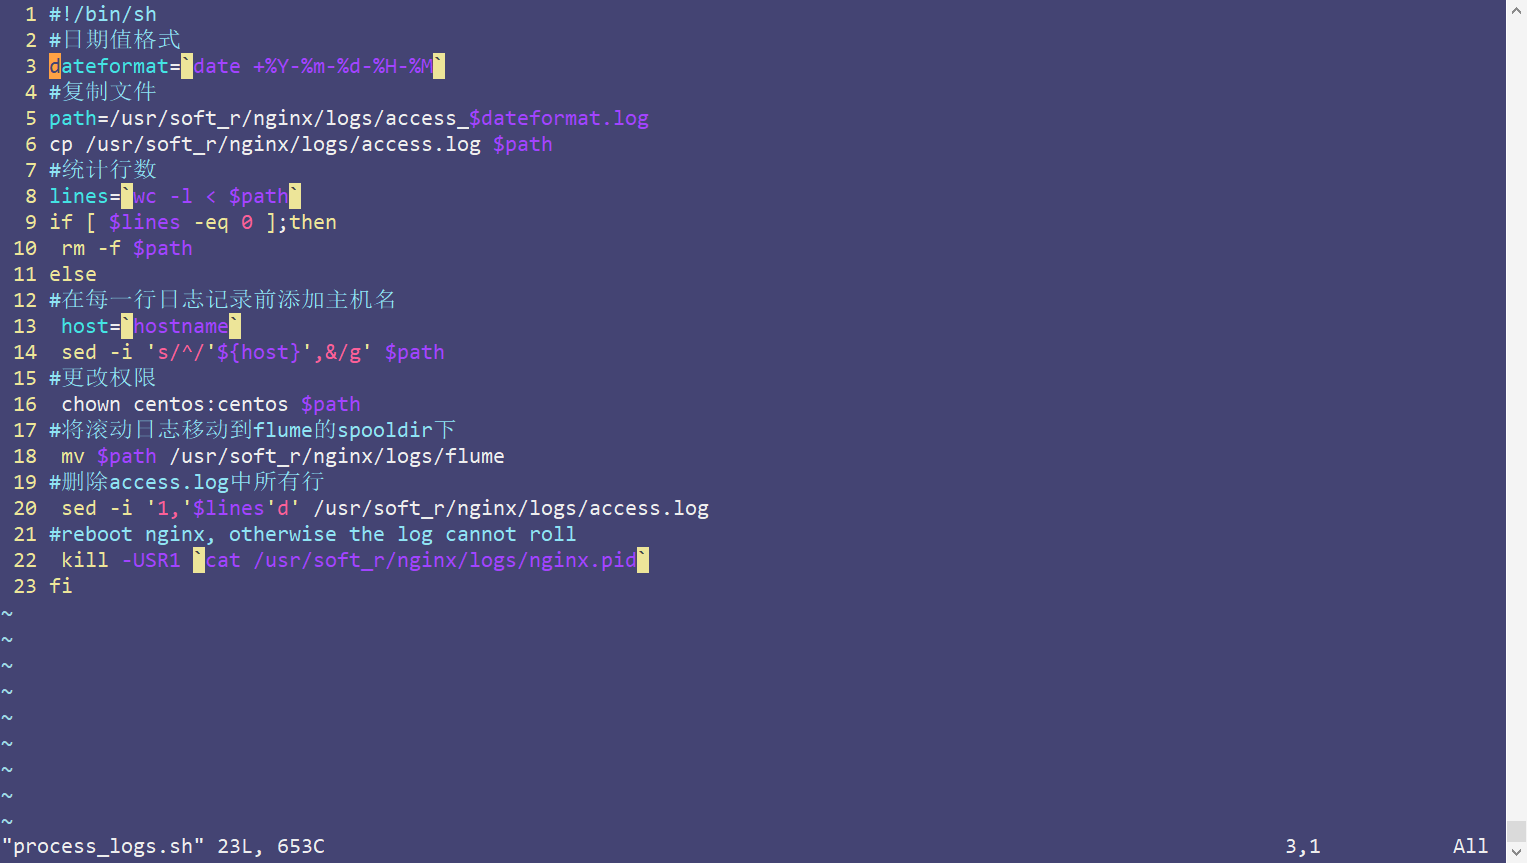 1 #!/bin/sh
2 #日期值格式
3 dateformat=`date +%Y-%m-%d-%H-%M`
4 #复制文件
5 path=/usr/soft_r/nginx/logs/access_$dateformat.log
6 cp /usr/soft_r/nginx/logs/access.log $path
7 #统计行数
8 lines=`wc -l < $path`
9 if [ $lines -eq 0 ];then
10  rm -f $path
11 else
12 #在每一行日志记录前添加主机名
13  host=`hostname`
14  sed -i 's/^/'${host}',&/g' $path
15 #更改权限
16  chown centos:centos $path
17 #将滚动日志移动到flume的spooldir下
18  mv $path /usr/soft_r/nginx/logs/flume
19 #删除access.log中所有行
20  sed -i '1,'$lines'd' /usr/soft_r/nginx/logs/access.log
21 #reboot nginx, otherwise the log cannot roll
22  kill -USR1 `cat /usr/soft_r/nginx/logs/nginx.pid`
23 fi
~
~
~
~
~
~
~
~
~
"process_logs.sh" 23L, 653C 3,1 All